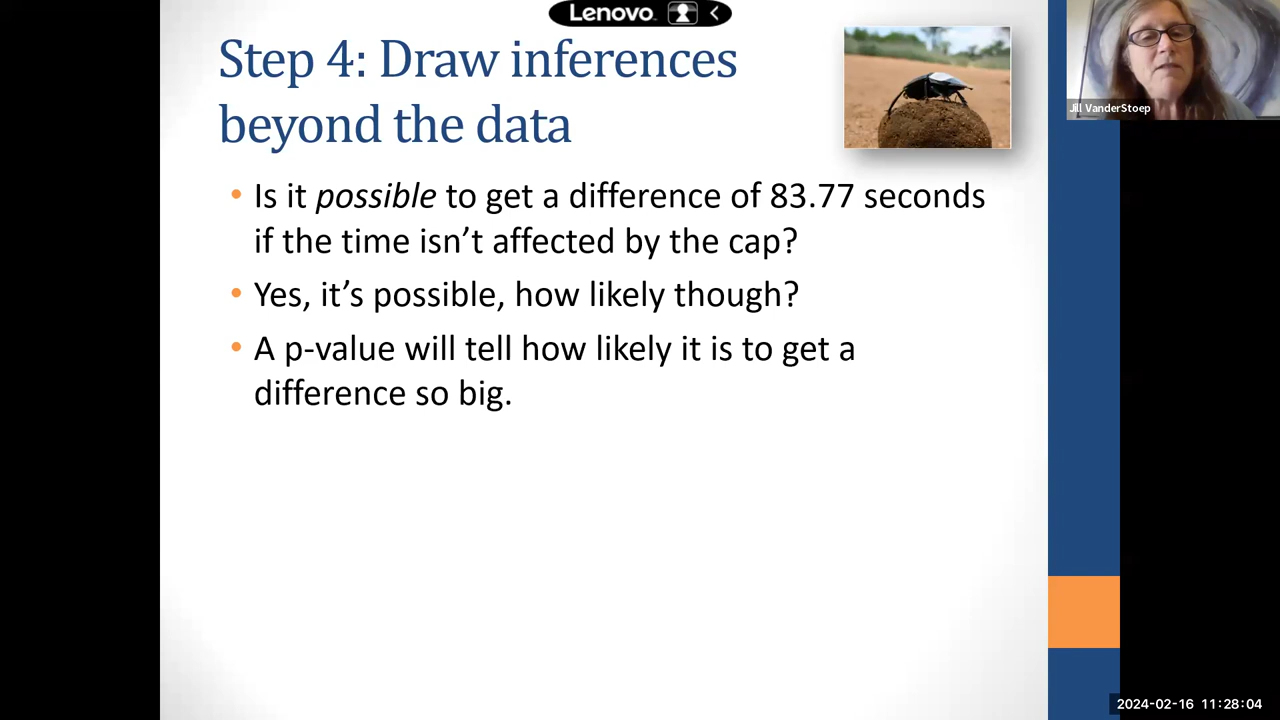 Lenovo
Step 4: Draw inferences
beyond the data
Jill VanderStoep
• Is it possible to get a difference of 83.77 seconds
if the time isn’t affected by the cap?
• Yes, it’s possible, how likely though?
• A p-value will tell how likely it is to get a
difference so big.
2024-02-16 11:28:04